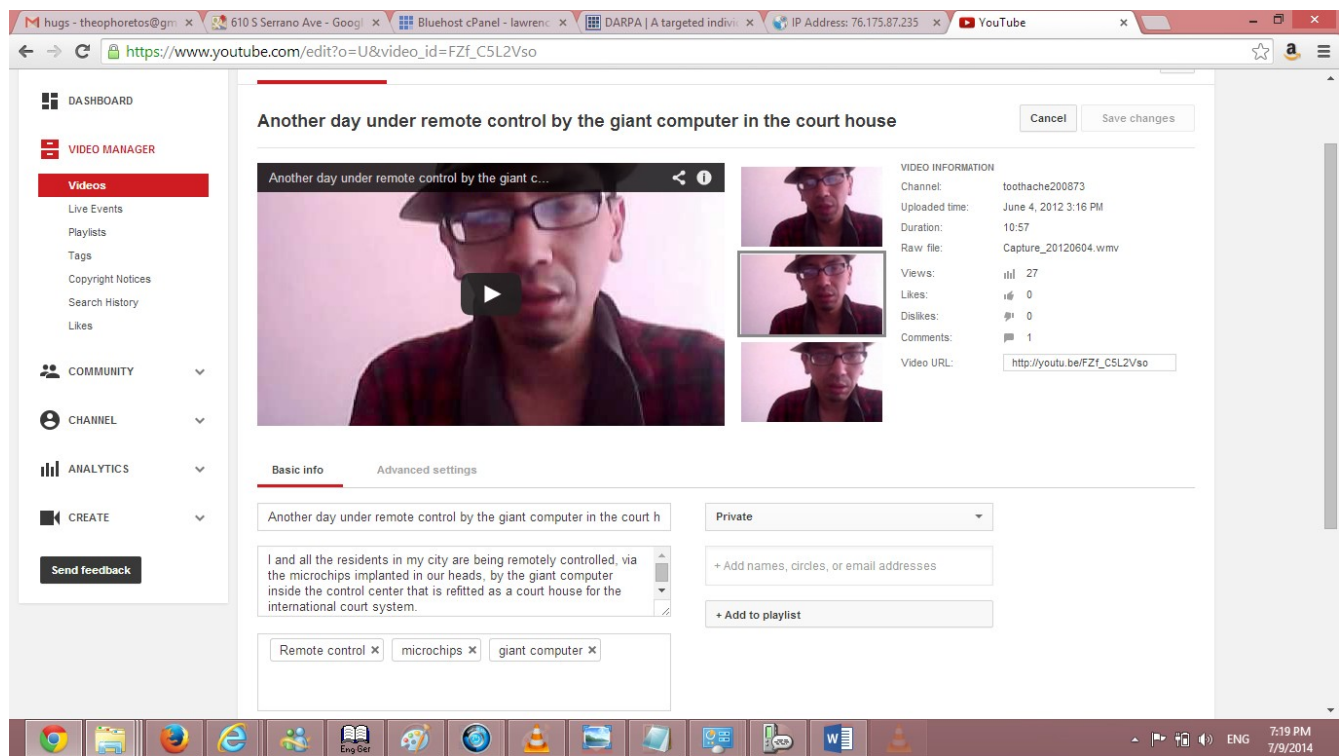 hugs - theophoretos@gm
610 S Serrano Ave - Googl
Bluehost cPanel - lawrenc
DARPA | A targeted indivi
IP Address: 76.175.87.235
YouTube
https://www.youtube.com/edit?o=U&video_id=FZf_C5L2Vso
DASHBOARD
VIDEO MANAGER
Videos
Live Events
Playlists
Tags
Copyright Notices
Search History
Likes
COMMUNITY
CHANNEL
ANALYTICS
CREATE
Send feedback
Another day under remote control by the giant computer in the court house
Cancel
Save changes
Another day under remote control by the giant c...
VIDEO INFORMATION
Channel: toothache200873
Uploaded time: June 4, 2012 3:16 PM
Duration: 10:57
Raw file: Capture_20120604.wmv
Views: 27
Likes: 0
Dislikes: 0
Comments: 1
Video URL: http://youtu.be/FZf_C5L2Vso
Basic info
Advanced settings
Another day under remote control by the giant computer in the court h
Private
I and all the residents in my city are being remotely controlled, via
the microchips implanted in our heads, by the giant computer
inside the control center that is refitted as a court house for the
international court system.
+ Add names, circles, or email addresses
+ Add to playlist
Remote control
microchips
giant computer
Eng Ger
ENG
7:19 PM
7/9/2014